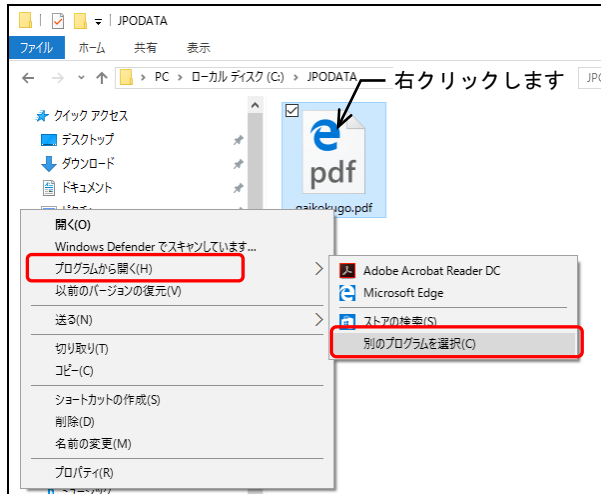 JPODATA
ファイル ホーム 共有 表示
PC > ローカル ディスク (C:) > JPODATA
右クリックします
クイック アクセス
デスクトップ
ダウンロード
ドキュメント
pdf
gaikokugo.pdf
開く(O)
Windows Defender でスキャンしています...
プログラムから開く(H)
以前のバージョンの復元(V)
送る(N)
切り取り(T)
コピー(C)
ショートカットの作成(S)
削除(D)
名前の変更(M)
プロパティ(R)
Adobe Acrobat Reader DC
Microsoft Edge
ストアの検索(S)
別のプログラムを選択(C)